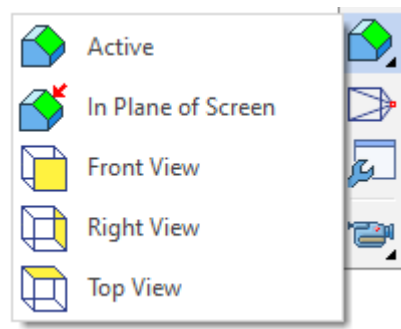 Active
In Plane of Screen
Front View
Right View
Top View